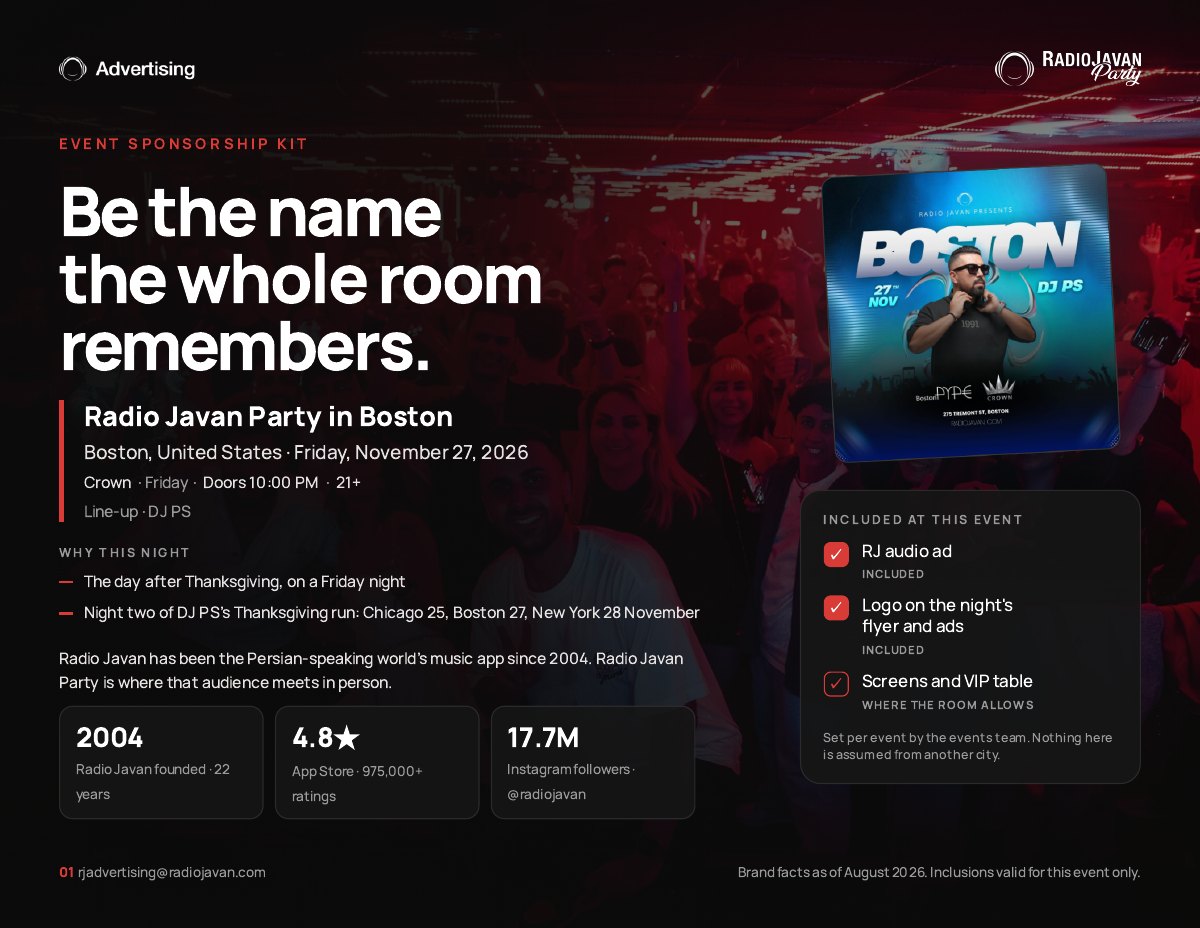 Advertising
RADIOJAVAN
Party
EVENT SPONSORSHIP KIT
Be the name
the whole room
remembers.
Radio Javan Party in Boston
Boston, United States · Friday, November 27, 2026
Crown · Friday · Doors 10:00 PM · 21+
Line-up · DJ PS
WHY THIS NIGHT
— The day after Thanksgiving, on a Friday night
— Night two of DJ PS's Thanksgiving run: Chicago 25, Boston 27, New York 28 November
Radio Javan has been the Persian-speaking world's music app since 2004. Radio Javan
Party is where that audience meets in person.
2004
Radio Javan founded · 22
years
4.8★
App Store · 975,000+
ratings
17.7M
Instagram followers ·
@radiojavan
RADIO JAVAN PRESENTS
BOSTON
27TH
NOV
DJ PS
1991
BostonPYPE
CROWN
275 TREMONT ST, BOSTON
RADIOJAVAN.COM
INCLUDED AT THIS EVENT
✓ RJ audio ad
INCLUDED
✓ Logo on the night's
flyer and ads
INCLUDED
✓ Screens and VIP table
WHERE THE ROOM ALLOWS
Set per event by the events team. Nothing here
is assumed from another city.
01 rjadvertising@radiojavan.com
Brand facts as of August 2026. Inclusions valid for this event only.